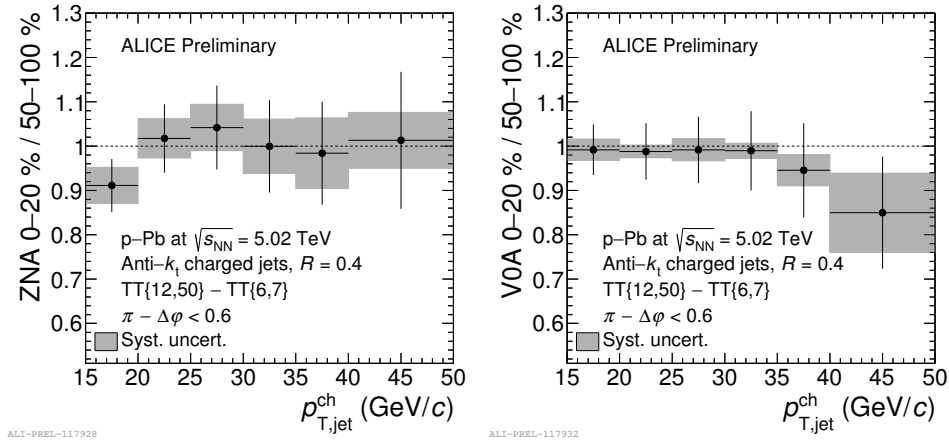 ZNA 0−20 % / 50−100 %
1.3
1.2
1.1
1
0.9
0.8
0.7
0.6
ALICE Preliminary
p−Pb at √sNN = 5.02 TeV
Anti−kt charged jets, R = 0.4
TT{12,50} − TT{6,7}
π − Δφ < 0.6
Syst. uncert.
15 20 25 30 35 40 45 50
pT,jet^ch (GeV/c)
ALI-PREL-117928
V0A 0−20 % / 50−100 %
1.3
1.2
1.1
1
0.9
0.8
0.7
0.6
ALICE Preliminary
p−Pb at √sNN = 5.02 TeV
Anti−kt charged jets, R = 0.4
TT{12,50} − TT{6,7}
π − Δφ < 0.6
Syst. uncert.
15 20 25 30 35 40 45 50
pT,jet^ch (GeV/c)
ALI-PREL-117932